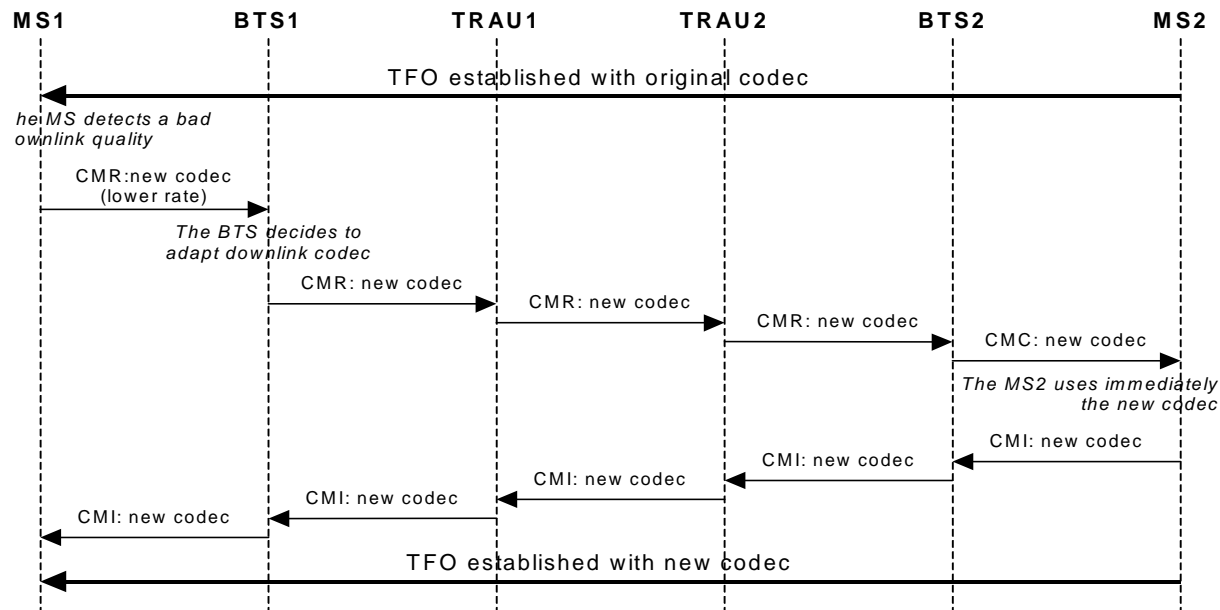 MS1 BTS1 TRAU1 TRAU2 BTS2 MS2
TFO established with original codec
he MS detects a bad
ownlink quality
CMR:new codec
(lower rate)
The BTS decides to
adapt downlink codec
CMR: new codec
CMR: new codec
CMR: new codec
CMC: new codec
The MS2 uses immediately
the new codec
CMI: new codec
CMI: new codec
CMI: new codec
CMI: new codec
CMI: new codec
TFO established with new codec